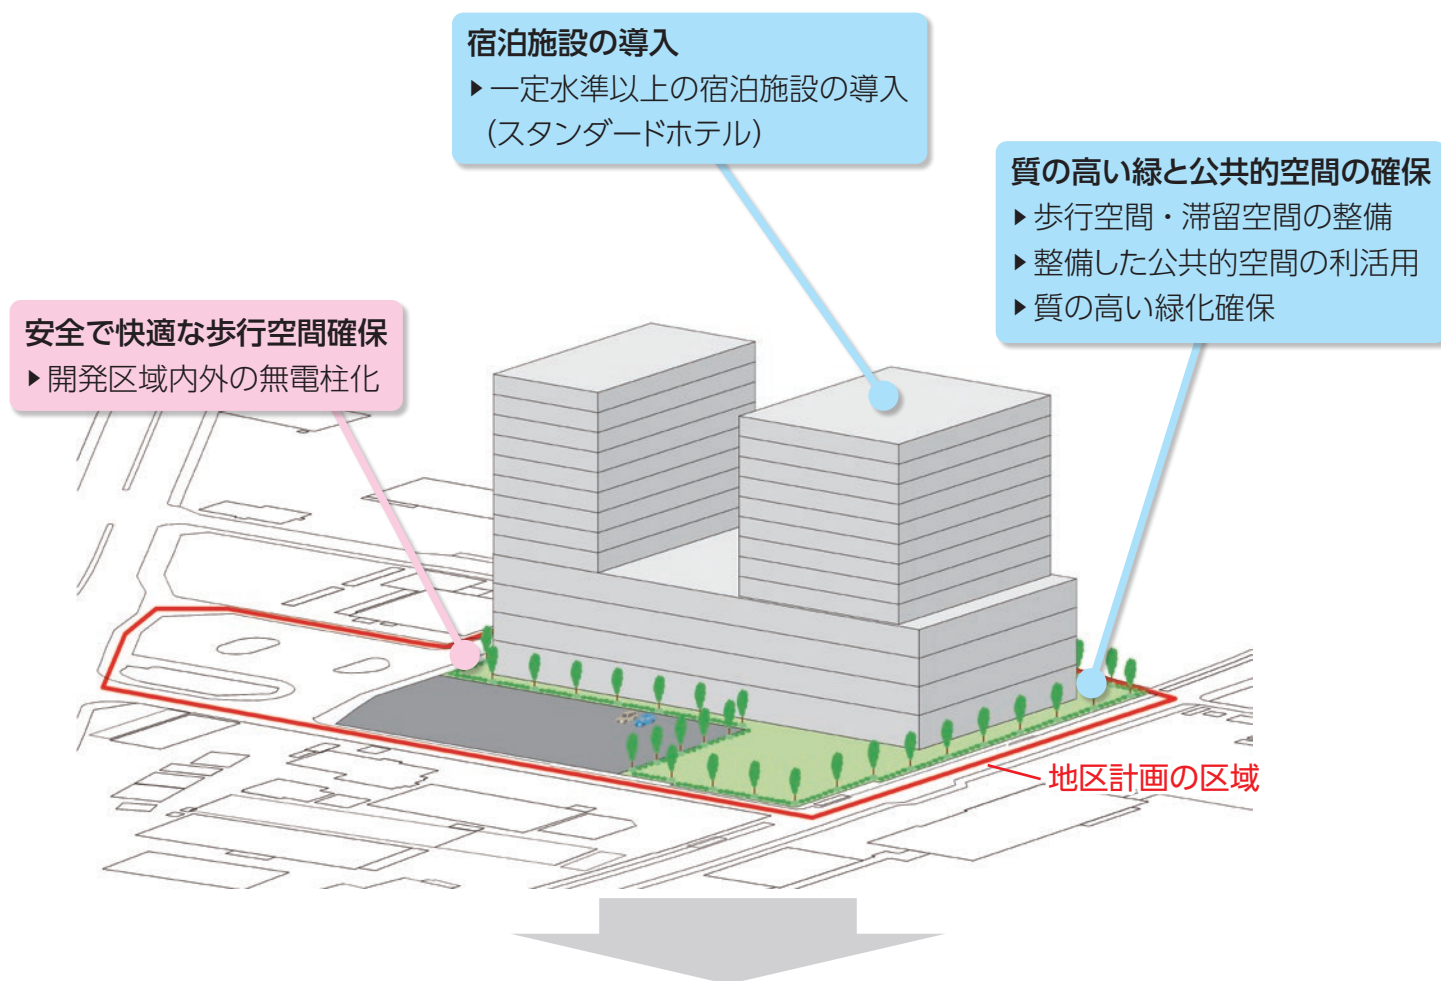 宿泊施設の導入
▶一定水準以上の宿泊施設の導入
(スタンダードホテル)
質の高い緑と公共的空間の確保
▶歩行空間・滞留空間の整備
▶整備した公共的空間の利活用
▶質の高い緑化確保
安全で快適な歩行空間確保
▶開発区域内外の無電柱化
地区計画の区域